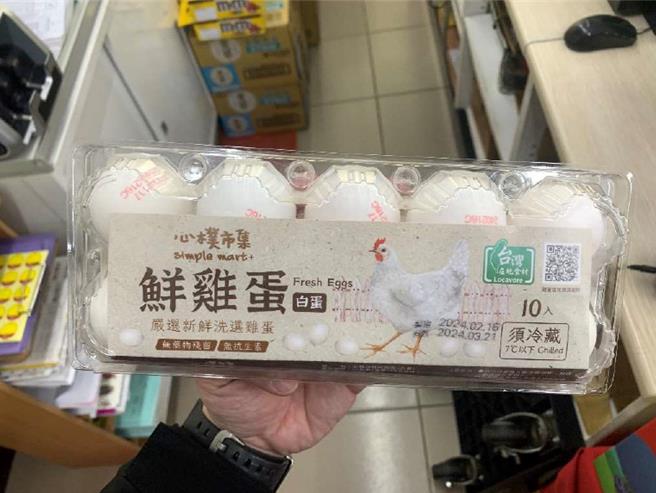 m&m's
心樸市集
simple mart+
鮮雞蛋
Fresh Eggs
白蛋
嚴選新鮮洗選雞蛋
無藥物殘留 無抗生素
台灣
在地食材
Locavore
10入
2024.02.16
2024.03.21
須冷藏
7℃以下 Chilled